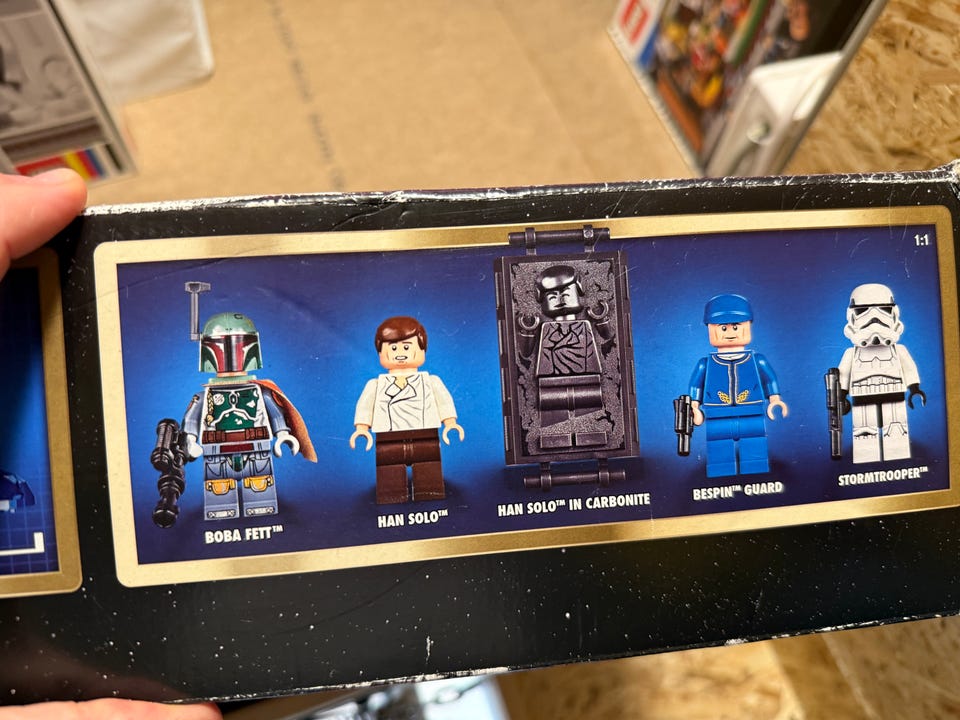 1:1
BOBA FETT™
HAN SOLO™
HAN SOLO™ IN CARBONITE
BESPIN™ GUARD
STORMTROOPER™